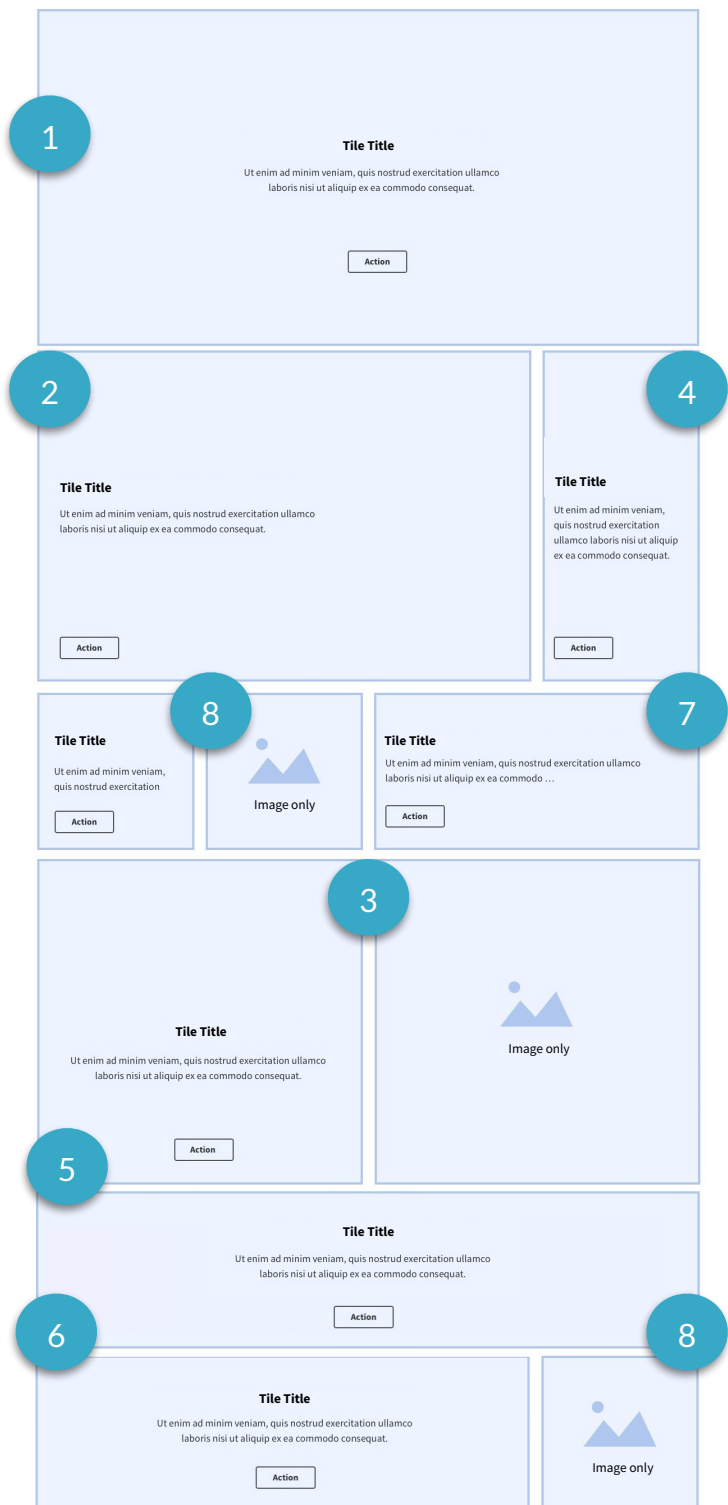 1
Tile Title
Ut enim ad minim veniam, quis nostrud exercitation ullamco
laboris nisi ut aliquip ex ea commodo consequat.
Action
2
Tile Title
Ut enim ad minim veniam, quis nostrud exercitation ullamco
laboris nisi ut aliquip ex ea commodo consequat.
Action
4
Tile Title
Ut enim ad minim veniam,
quis nostrud exercitation
ullamco laboris nisi ut aliquip
ex ea commodo consequat.
Action
Tile Title
Ut enim ad minim veniam,
quis nostrud exercitation
Action
8
Image only
7
Tile Title
Ut enim ad minim veniam, quis nostrud exercitation ullamco
laboris nisi ut aliquip ex ea commodo …
Action
3
Tile Title
Ut enim ad minim veniam, quis nostrud exercitation ullamco
laboris nisi ut aliquip ex ea commodo consequat.
Action
Image only
5
Tile Title
Ut enim ad minim veniam, quis nostrud exercitation ullamco
laboris nisi ut aliquip ex ea commodo consequat.
Action
6
Tile Title
Ut enim ad minim veniam, quis nostrud exercitation ullamco
laboris nisi ut aliquip ex ea commodo consequat.
Action
8
Image only